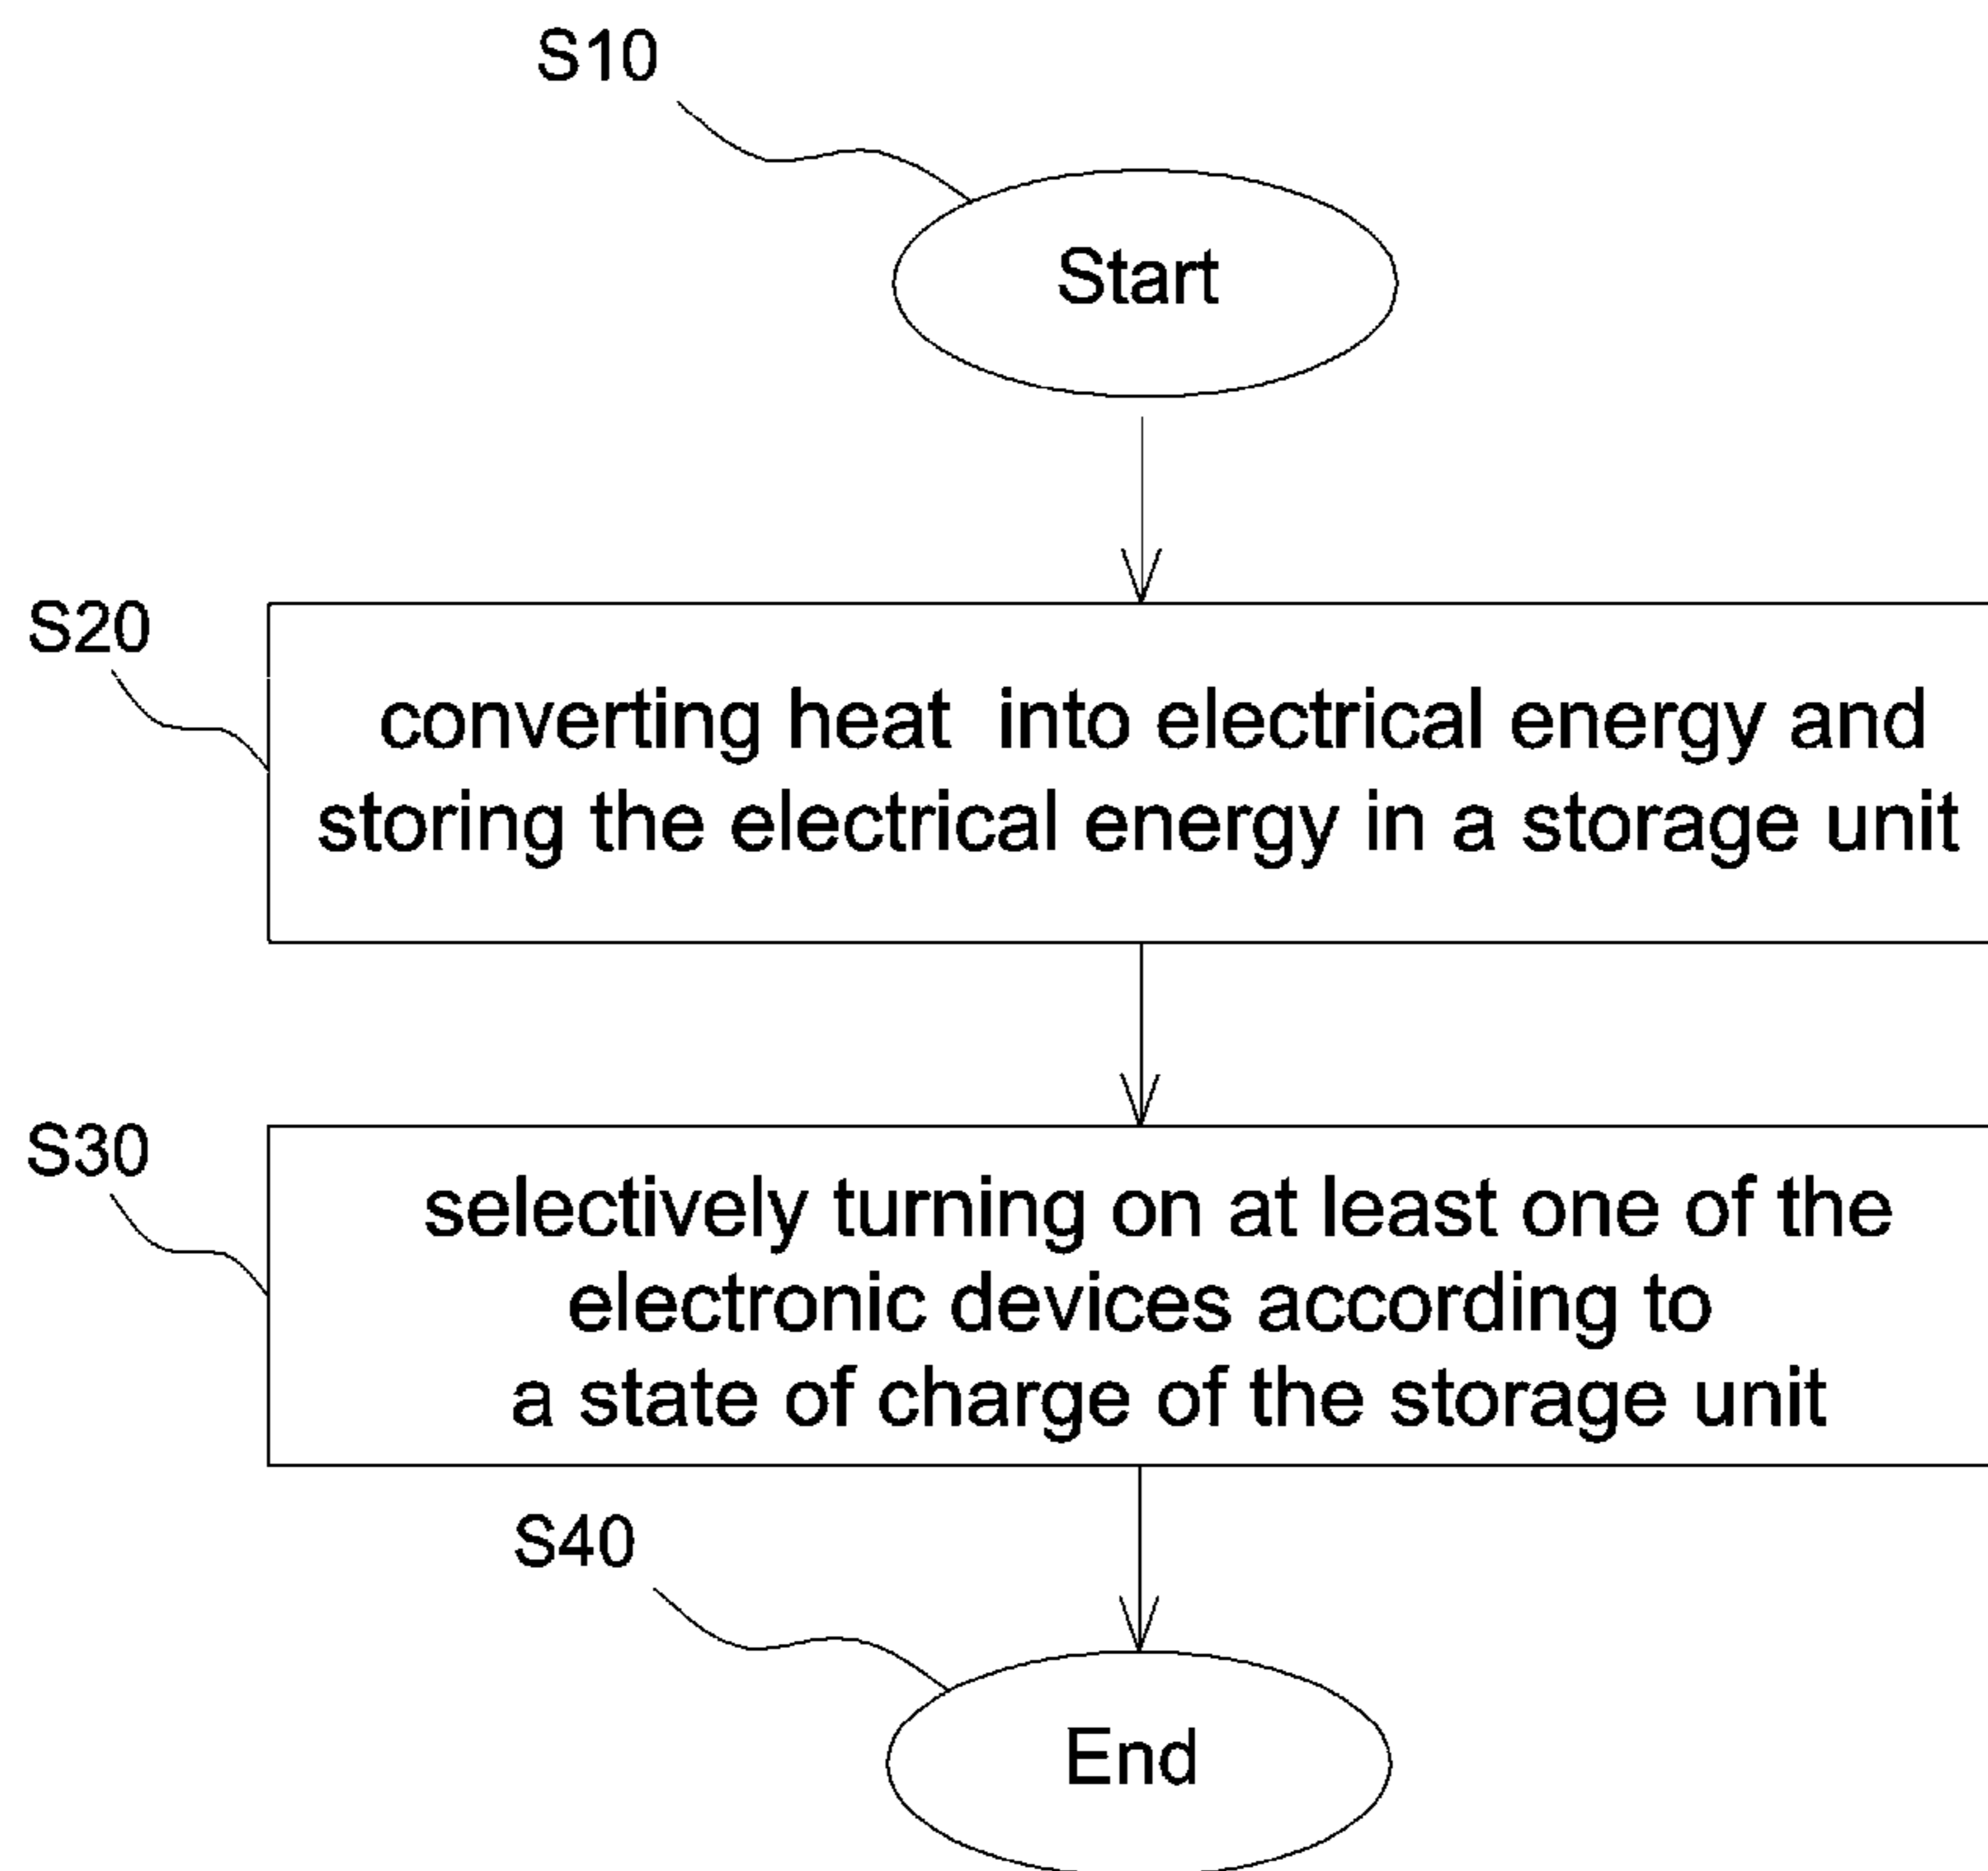 S10
Start
S20
converting heat into electrical energy and
storing the electrical energy in a storage unit
S30
selectively turning on at least one of the
electronic devices according to
a state of charge of the storage unit
S40
End